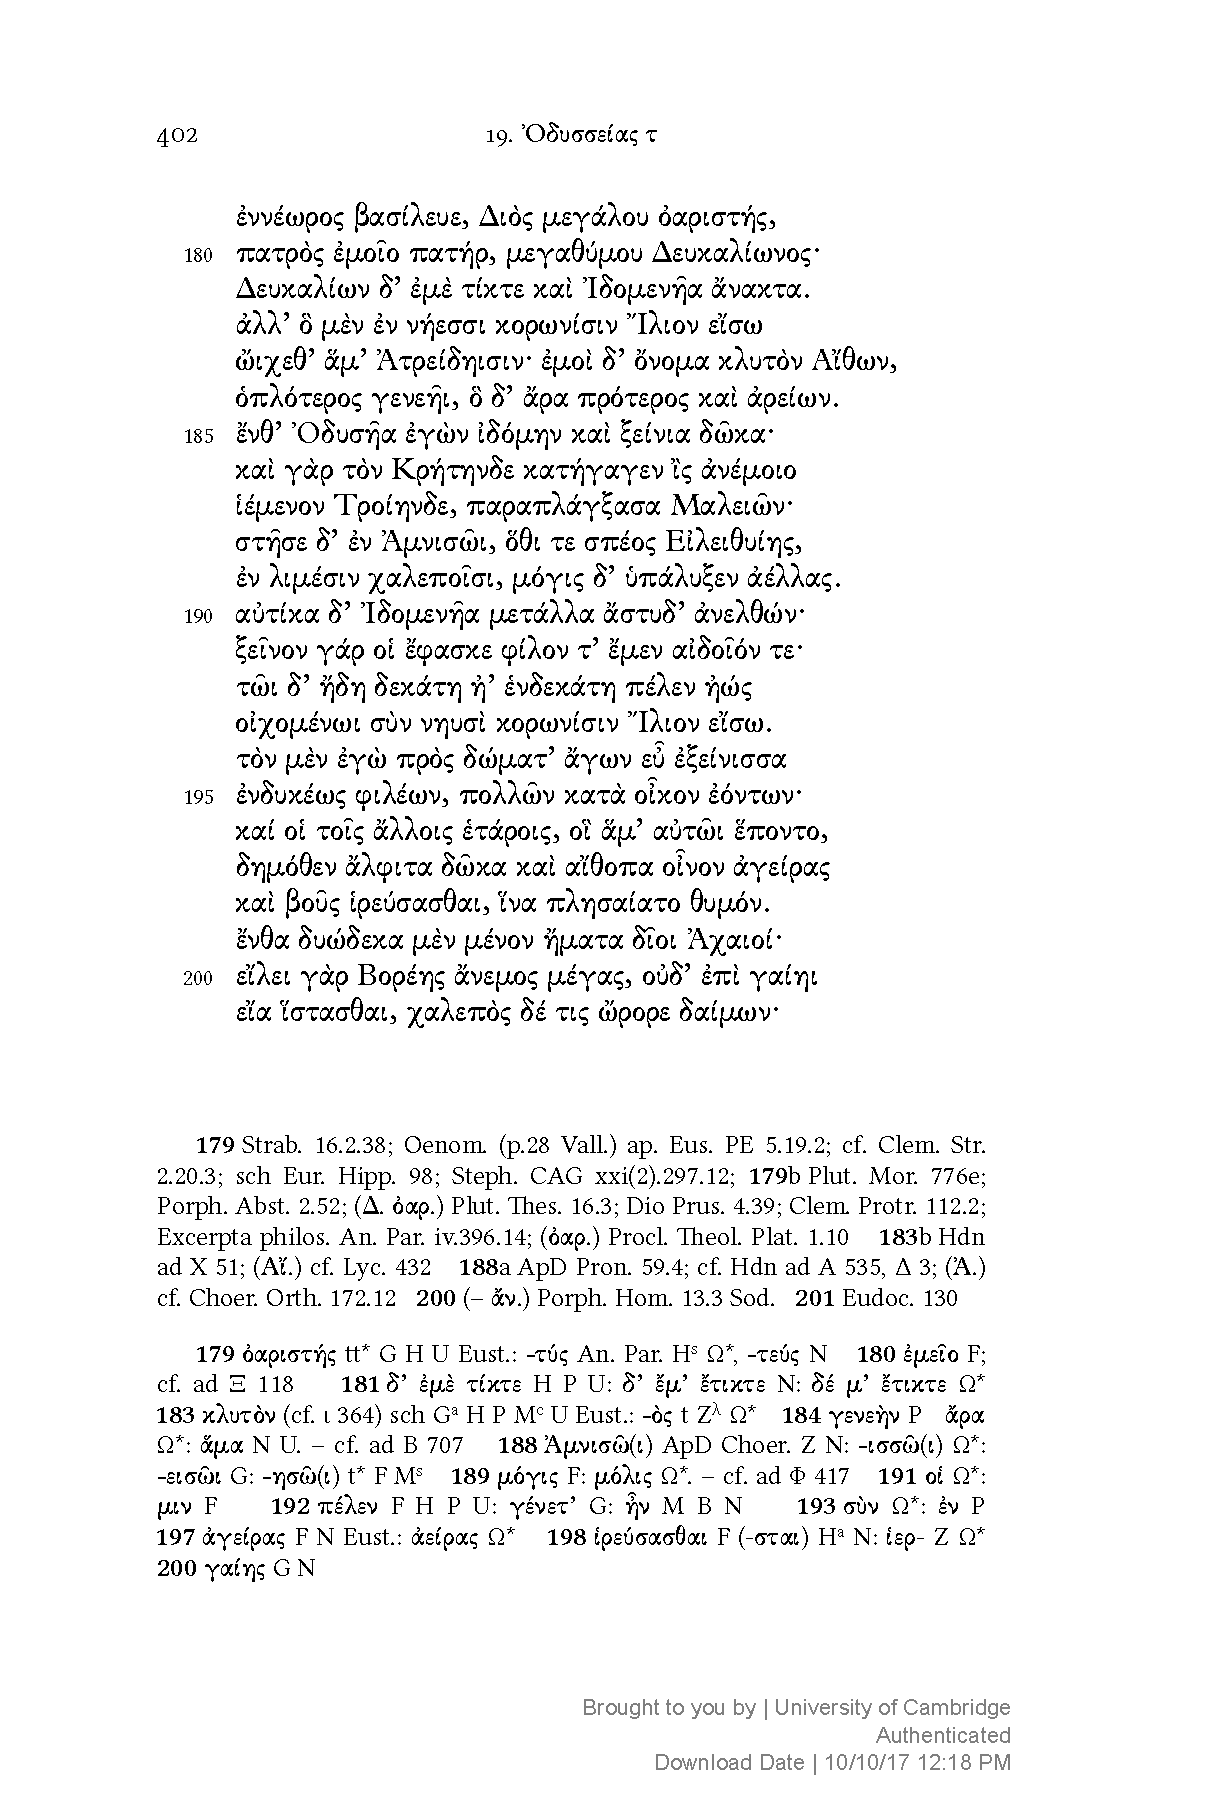 402 19. Ὀδυσσείας τ
ἐννέωρος βασίλευε, Διὸς μεγάλου ὀαριστής,
180 πατρὸς ἐμοῖο πατήρ, μεγαθύμου Δευκαλίωνος·
Δευκαλίων δ’ ἐμὲ τίκτε καὶ Ἰδομενῆα ἄνακτα.
ἀλλ’ ὃ μὲν ἐν νήεσσι κορωνίσιν Ἴλιον εἴσω
ὤιχεθ’ ἅμ’ Ἀτρείδηισιν· ἐμοὶ δ’ ὄνομα κλυτὸν Αἴθων,
ὁπλότερος γενεῆι, ὃ δ’ ἄρα πρότερος καὶ ἀρείων.
185 ἔνθ’ Ὀδυσῆα ἐγὼν ἰδόμην καὶ ξείνια δῶκα·
καὶ γὰρ τὸν Κρήτηνδε κατήγαγεν ἲς ἀνέμοιο
ἱέμενον Τροίηνδε, παραπλάγξασα Μαλειῶν·
στῆσε δ’ ἐν Ἀμνισῶι, ὅθι τε σπέος Εἰλειθυίης,
ἐν λιμέσιν χαλεποῖσι, μόγις δ’ ὑπάλυξεν ἀέλλας.
190 αὐτίκα δ’ Ἰδομενῆα μετάλλα ἄστυδ’ ἀνελθών·
ξεῖνον γάρ οἱ ἔφασκε φίλον τ’ ἔμεν αἰδοῖόν τε·
τῶι δ’ ἤδη δεκάτη ἠ’ ἑνδεκάτη πέλεν ἠώς
οἰχομένωι σὺν νηυσὶ κορωνίσιν Ἴλιον εἴσω.
τὸν μὲν ἐγὼ πρὸς δώματ’ ἄγων εὖ ἐξείνισσα
195 ἐνδυκέως φιλέων, πολλῶν κατὰ οἶκον ἐόντων·
καί οἱ τοῖς ἄλλοις ἑτάροις, οἳ ἅμ’ αὐτῶι ἕποντο,
δημόθεν ἄλφιτα δῶκα καὶ αἴθοπα οἶνον ἀγείρας
καὶ βοῦς ἱρεύσασθαι, ἵνα πλησαίατο θυμόν.
ἔνθα δυώδεκα μὲν μένον ἤματα δῖοι Ἀχαιοί·
200 εἴλει γὰρ Βορέης ἄνεμος μέγας, οὐδ’ ἐπὶ γαίηι
εἴα ἵστασθαι, χαλεπὸς δέ τις ὤρορε δαίμων·
179 Strab. 16.2.38; Oenom. (p.28 Vall.) ap. Eus. PE 5.19.2; cf. Clem. Str.
2.20.3; sch Eur. Hipp. 98; Steph. CAG xxi(2).297.12; 179b Plut. Mor. 776e;
Porph. Abst. 2.52; (Δ. ὀαρ.) Plut. Thes. 16.3; Dio Prus. 4.39; Clem. Protr. 112.2;
Excerpta philos. An. Par. iv.396.14; (ὀαρ.) Procl. Theol. Plat. 1.10 183b Hdn
ad Χ 51; (Αἴ.) cf. Lyc. 432 188a ApD Pron. 59.4; cf. Hdn ad Α 535, Δ 3; (Ἀ.)
cf. Choer. Orth. 172.12 200 (– ἄν.) Porph. Hom. 13.3 Sod. 201 Eudoc. 130
179 ὀαριστής tt* G H U Eust.: -τύς An. Par. Hˢ Ω*, -τεύς N 180 ἐμεῖο F;
cf. ad Ξ 118 181 δ’ ἐμὲ τίκτε H P U: δ’ ἔμ’ ἔτικτε N: δέ μ’ ἔτικτε Ω*
183 κλυτὸν (cf. ι 364) sch Gᵃ H P Mᶜ U Eust.: -ὸς t Zλ Ω* 184 γενεὴν P ἄρα
Ω*: ἅμα N U. – cf. ad Β 707 188 Ἀμνισῶ(ι) ApD Choer. Z N: -ισσῶ(ι) Ω*:
-εισῶι G: -ησῶ(ι) t* F Mˢ 189 μόγις F: μόλις Ω*. – cf. ad Φ 417 191 οἱ Ω*:
μιν F 192 πέλεν F H P U: γένετ’ G: ἦν M B N 193 σὺν Ω*: ἐν P
197 ἀγείρας F N Eust.: ἀείρας Ω* 198 ἱρεύσασθαι F (-σται) Hᵃ N: ἱερ- Z Ω*
200 γαίης G N
Brought to you by | University of Cambridge
Authenticated
Download Date | 10/10/17 12:18 PM